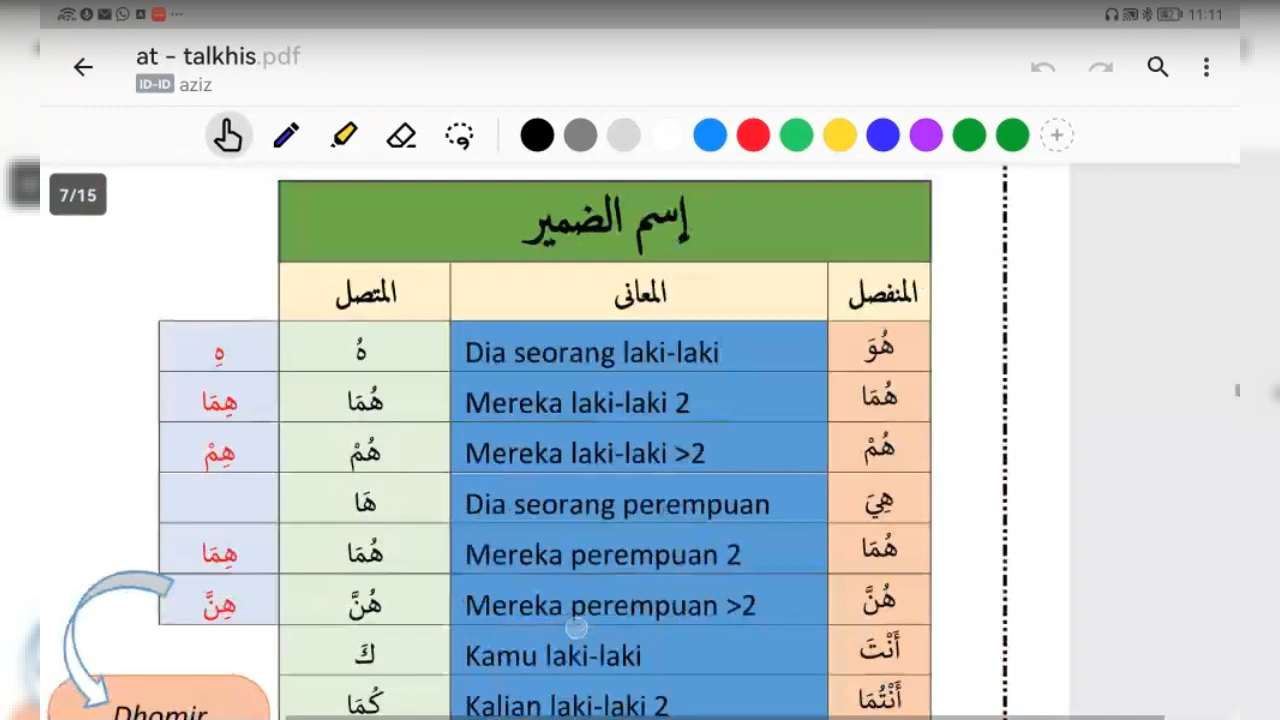 11:11
at - talkhis.pdf
ID-ID aziz
7/15
إسم الضمير
المنفصل المعانى المتصل
هُوَ Dia seorang laki-laki هُ هِ
هُمَا Mereka laki-laki 2 هُمَا هِمَا
هُمْ Mereka laki-laki >2 هُمْ هِمْ
هِيَ Dia seorang perempuan هَا
هُمَا Mereka perempuan 2 هُمَا هِمَا
هُنَّ Mereka perempuan >2 هُنَّ هِنَّ
أَنْتَ Kamu laki-laki كَ
أَنْتُمَا Kalian laki-laki 2 كُمَا
Dhomir